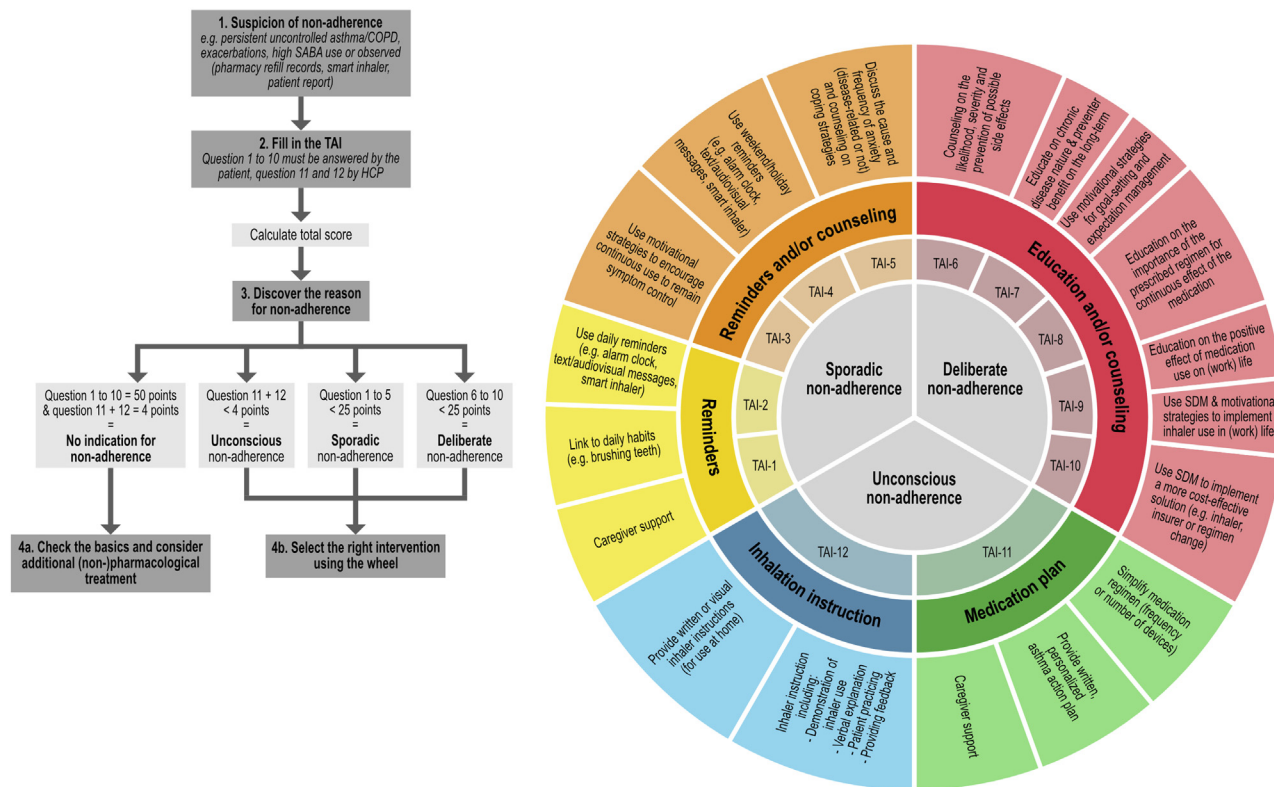 1. Suspicion of non-adherence
e.g. persistent uncontrolled asthma/COPD,
exacerbations, high SABA use or observed
(pharmacy refill records, smart inhaler,
patient report)
2. Fill in the TAI
Question 1 to 10 must be answered by the
patient, question 11 and 12 by HCP
Calculate total score
3. Discover the reason
for non-adherence
Question 1 to 10 = 50 points
& question 11 + 12 = 4 points
=
No indication for
non-adherence
Question 11 + 12
< 4 points
=
Unconscious
non-adherence
Question 1 to 5
< 25 points
=
Sporadic
non-adherence
Question 6 to 10
< 25 points
=
Deliberate
non-adherence
4a. Check the basics and consider
additional (non-)pharmacological
treatment
4b. Select the right intervention
using the wheel
Sporadic
non-adherence
Deliberate
non-adherence
Unconscious
non-adherence
TAI-1
TAI-2
TAI-3
TAI-4
TAI-5
TAI-6
TAI-7
TAI-8
TAI-9
TAI-10
TAI-11
TAI-12
Reminders
Reminders and/or counseling
Education and/or counseling
Medication plan
Inhalation instruction
Caregiver support
Link to daily habits
(e.g. brushing teeth)
Use daily reminders
(e.g. alarm clock,
text/audiovisual messages,
smart inhaler)
Use motivational
strategies to encourage
continuous use to remain
symptom control
Use weekend/holiday
reminders
(e.g. alarm clock,
text/audiovisual
messages, smart inhaler)
Discuss the cause and
frequency of anxiety
(disease-related or not)
and counseling on
coping strategies
Counseling on the
likelihood, severity and
prevention of possible
side effects
Educate on chronic
disease nature & preventer
benefit on the long-term
Use motivational strategies
for goal-setting and
expectation management
Education on the
importance of the
prescribed regimen for
continuous effect of the
medication
Education on the positive
effect of medication
use on (work) life
Use SDM & motivational
strategies to implement
inhaler use in (work) life
Use SDM to implement
a more cost-effective
solution (e.g. inhaler,
insurer or regimen
change)
Simplify medication
regimen (frequency
or number of devices)
Provide written,
personalized
asthma action plan
Caregiver support
Inhaler instruction
including:
- Demonstration of
inhaler use
- Verbal explanation
- Patient practicing
- Providing feedback
Provide written or visual
inhaler instructions
(for use at home)